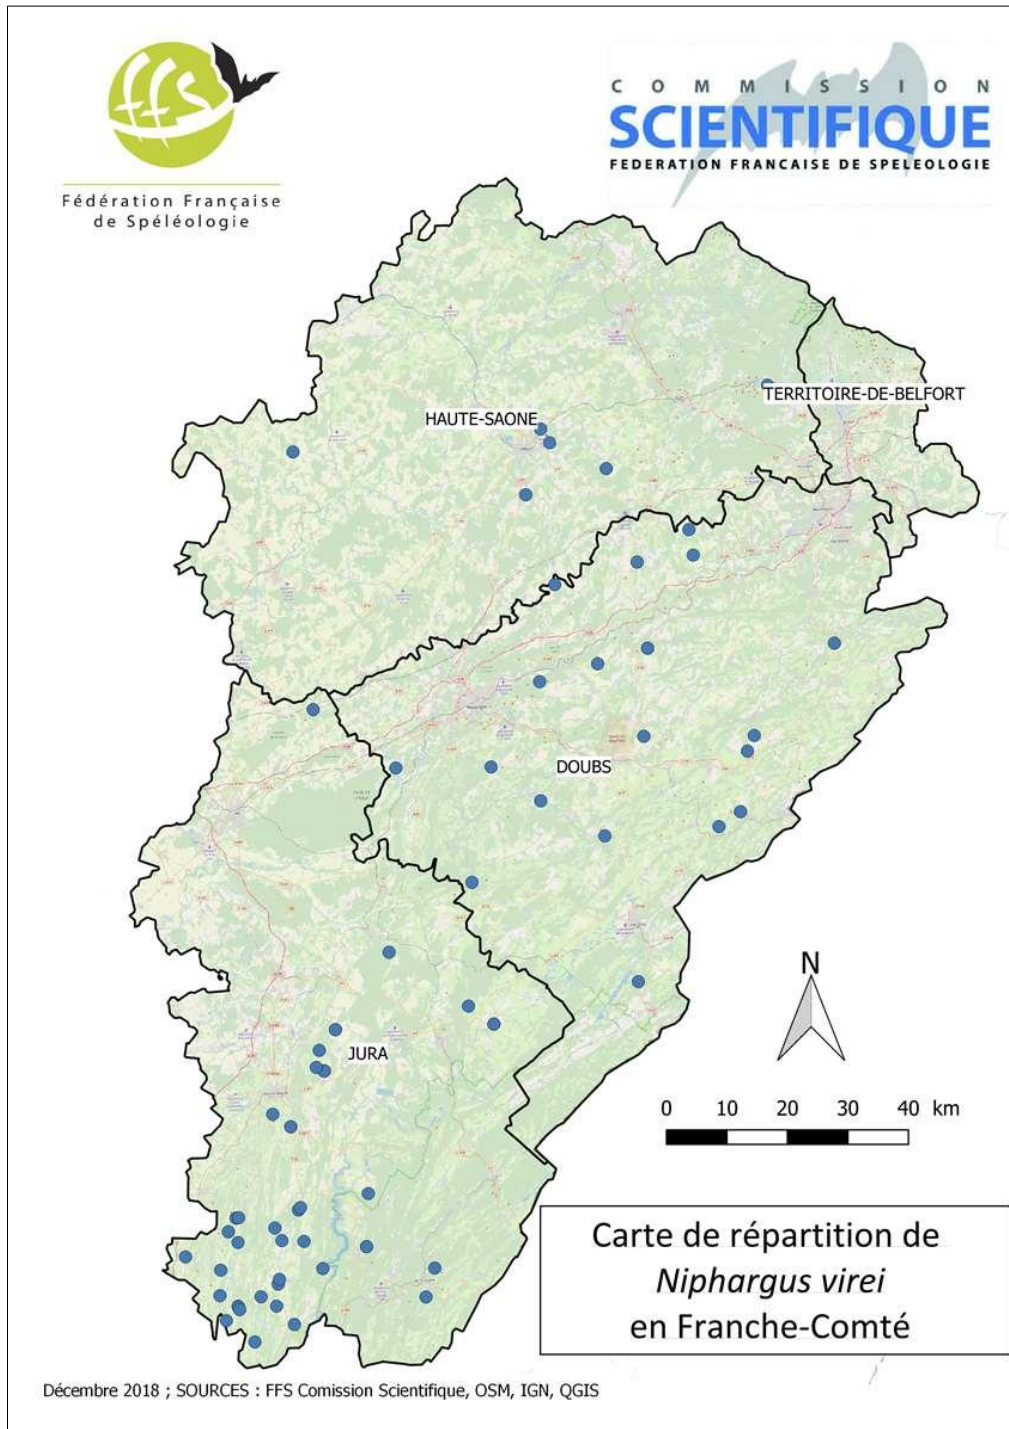 ffs
Fédération Française
de Spéléologie
COMMISSION
SCIENTIFIQUE
FEDERATION FRANCAISE DE SPELEOLOGIE
TERRITOIRE-DE-BELFORT
HAUTE-SAONE
DOUBS
JURA
N
0 10 20 30 40 km
Carte de répartition de
Niphargus virei
en Franche-Comté
Décembre 2018 ; SOURCES : FFS Comission Scientifique, OSM, IGN, QGIS